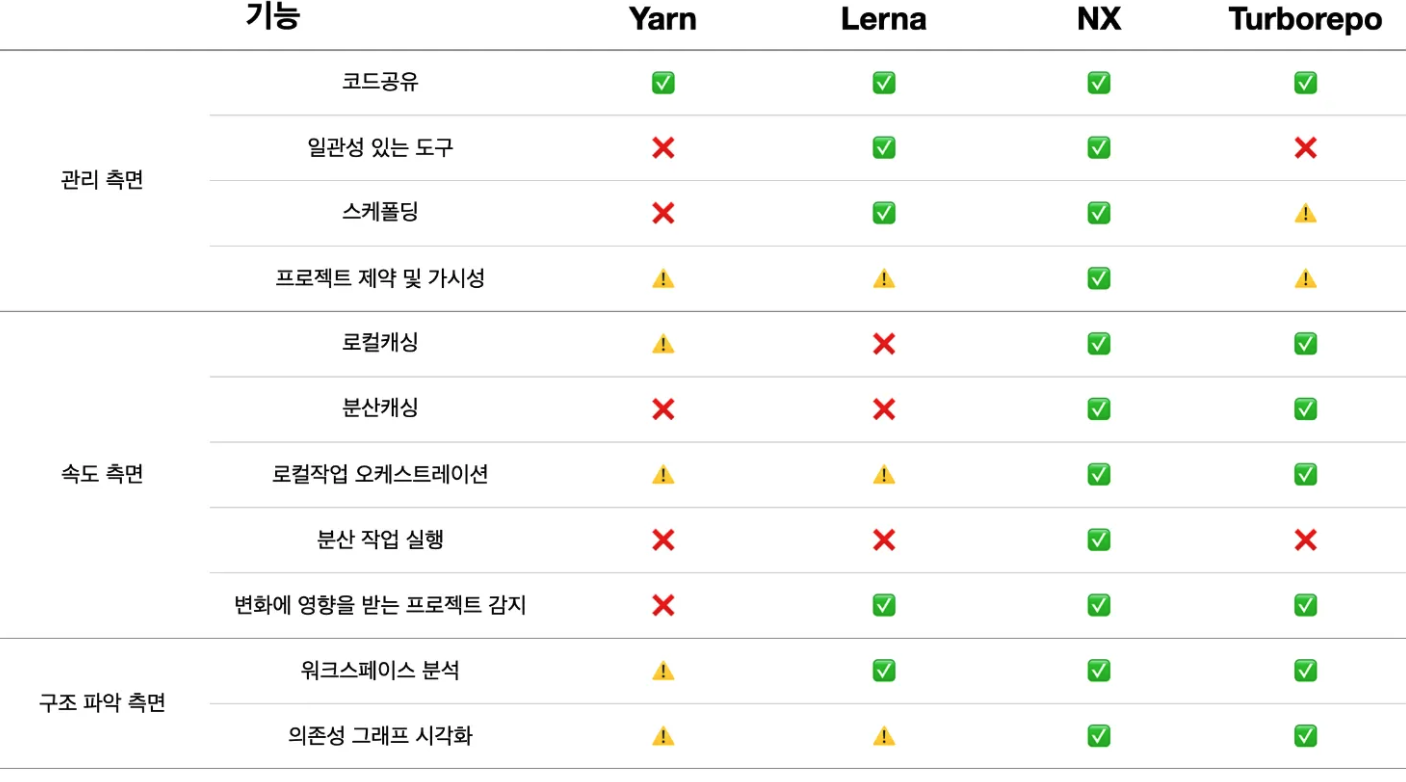 기능 Yarn Lerna NX Turborepo
관리 측면
코드공유 ✅ ✅ ✅ ✅
일관성 있는 도구 ❌ ✅ ✅ ❌
스케폴딩 ❌ ✅ ✅ ⚠️
프로젝트 제약 및 가시성 ⚠️ ⚠️ ✅ ⚠️
속도 측면
로컬캐싱 ⚠️ ❌ ✅ ✅
분산캐싱 ❌ ❌ ✅ ✅
로컬작업 오케스트레이션 ⚠️ ⚠️ ✅ ✅
분산 작업 실행 ❌ ❌ ✅ ❌
변화에 영향을 받는 프로젝트 감지 ❌ ✅ ✅ ✅
구조 파악 측면
워크스페이스 분석 ⚠️ ✅ ✅ ✅
의존성 그래프 시각화 ⚠️ ⚠️ ✅ ✅